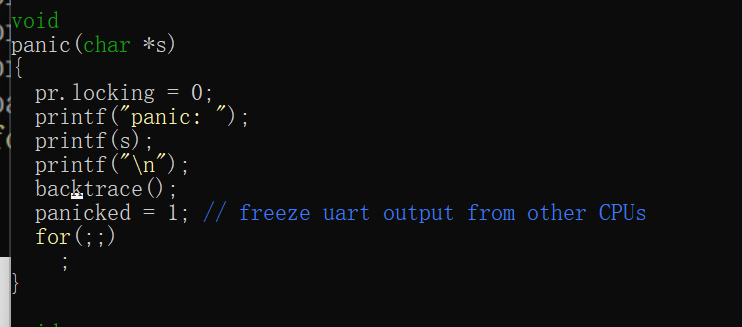 void
panic(char *s)
{
  pr.locking = 0;
  printf("panic: ");
  printf(s);
  printf("\n");
  backtrace();
  panicked = 1; // freeze uart output from other CPUs
  for(;;)
    ;
}